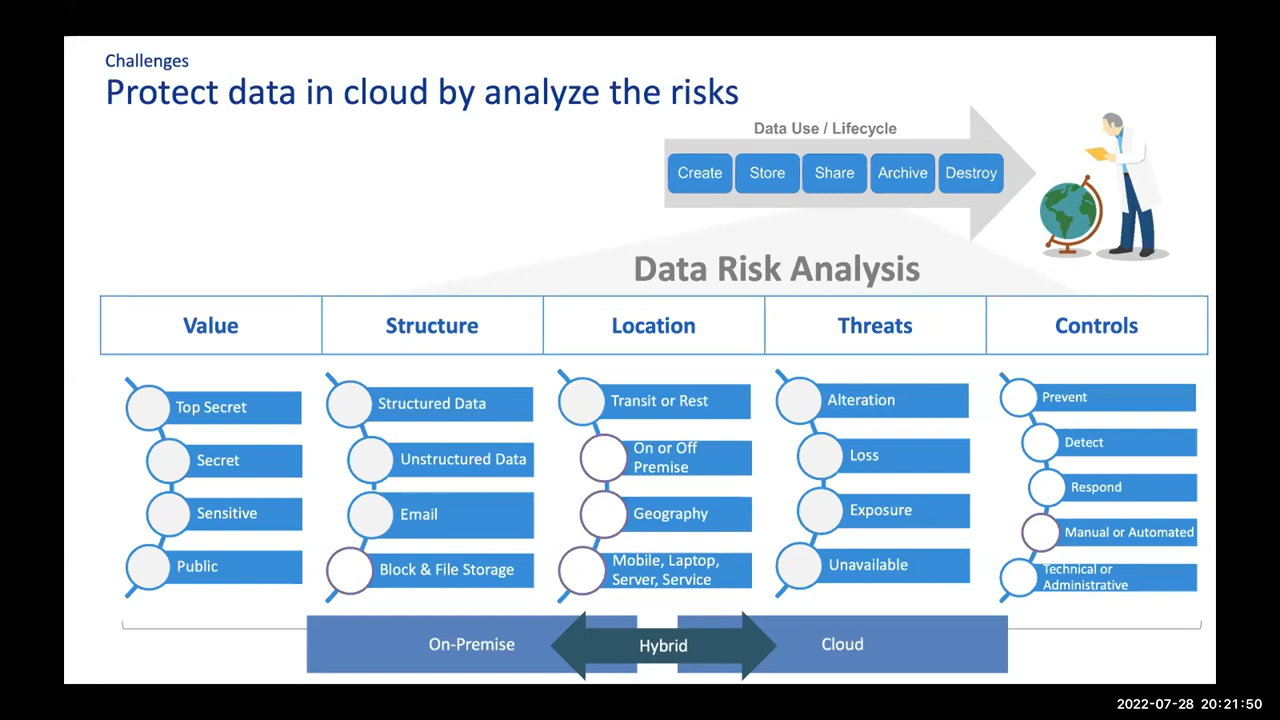 Challenges
Protect data in cloud by analyze the risks
Data Use / Lifecycle
Create Store Share Archive Destroy
Data Risk Analysis
Value Structure Location Threats Controls
Top Secret
Secret
Sensitive
Public
Structured Data
Unstructured Data
Email
Block & File Storage
Transit or Rest
On or Off
Premise
Geography
Mobile, Laptop,
Server, Service
Alteration
Loss
Exposure
Unavailable
Prevent
Detect
Respond
Manual or Automated
Technical or
Administrative
On-Premise Hybrid Cloud
2022-07-28 20:21:50